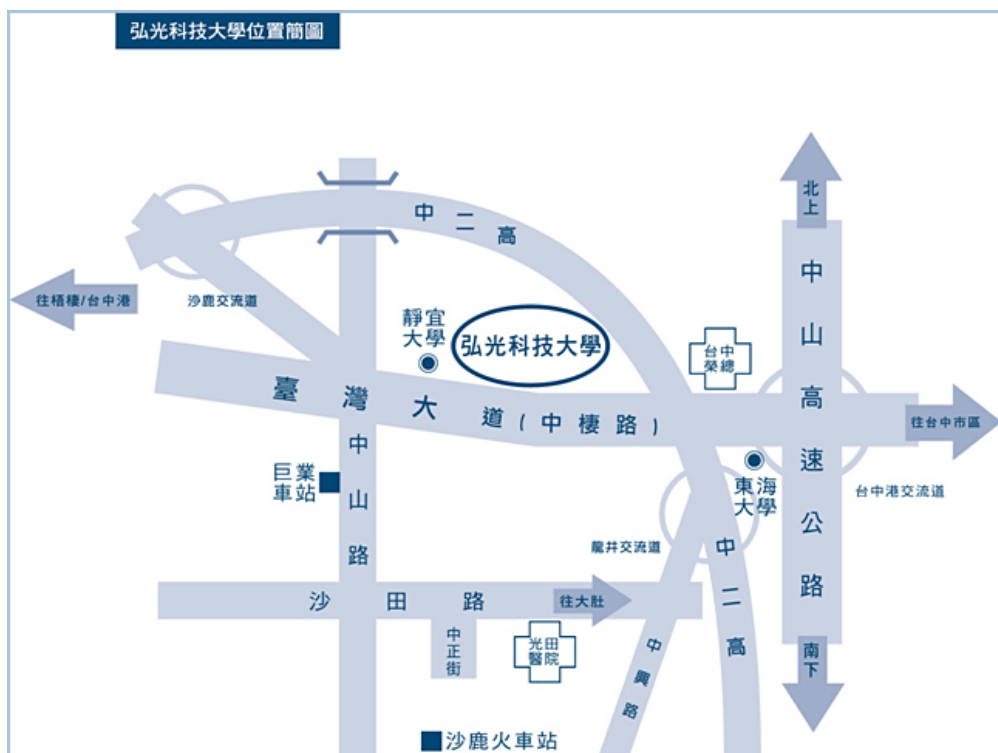 弘光科技大學位置簡圖
北上
中二高
中山高速公路
往梧棲/台中港
沙鹿交流道
靜宜
大學
弘光科技大學
台中
榮總
臺灣大道(中棲路)
往台中市區
中山路
巨業
車站
東海
大學
台中港交流道
龍井交流道
中二高
沙田路
往大肚
中正街
光田
醫院
中興路
南下
沙鹿火車站